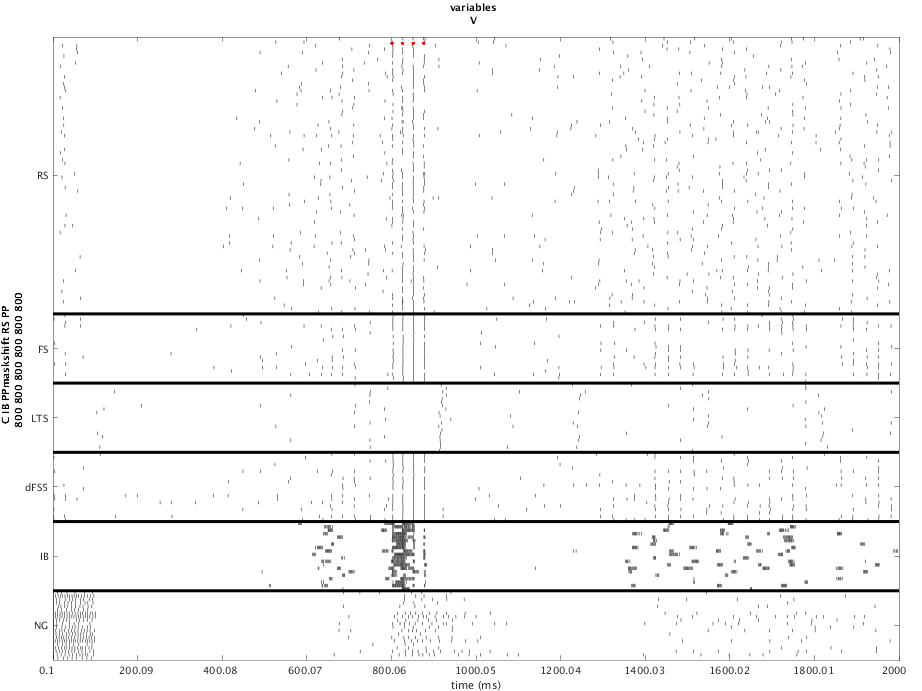 variables
V
C IB PPmaskshift RS PP
800 800 800 800 800 800 800
RS
FS
LTS
dFS5
IB
NG
0.1 200.09 400.08 600.07 800.06 1000.05 1200.04 1400.03 1600.02 1800.01 2000
time (ms)